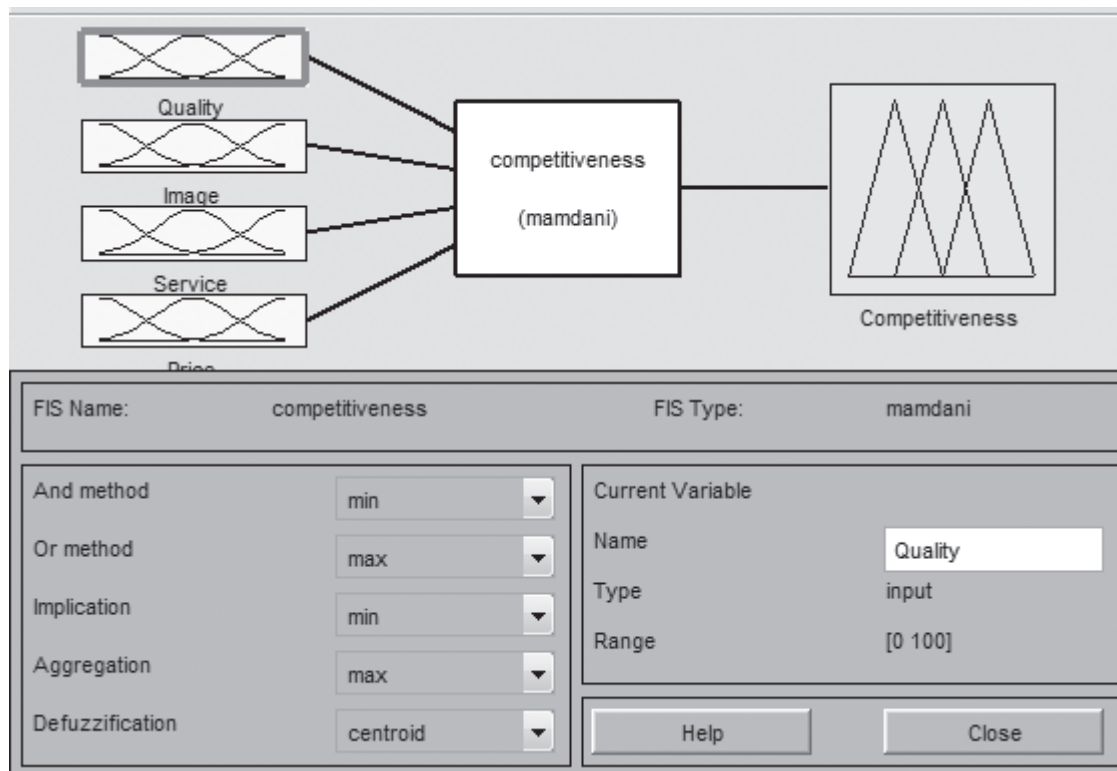 Quality
Image
Service
Price
competitiveness
(mamdani)
Competitiveness
FIS Name: competitiveness FIS Type: mamdani
And method min
Or method max
Implication min
Aggregation max
Defuzzification centroid
Current Variable
Name Quality
Type input
Range [0 100]
Help Close